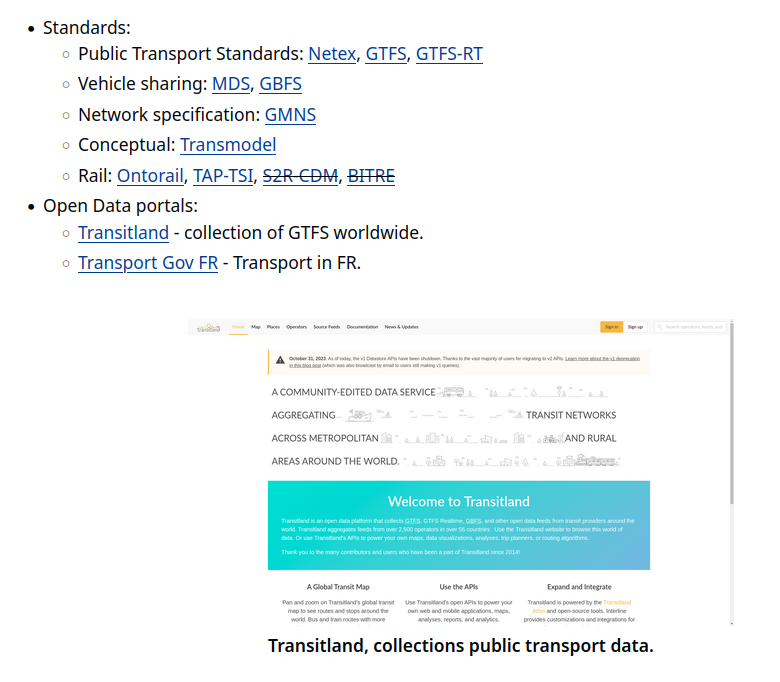 Standards:
Public Transport Standards: Netex, GTFS, GTFS-RT
Vehicle sharing: MDS, GBFS
Network specification: GMNS
Conceptual: Transmodel
Rail: Ontorail, TAP-TSI, S2R-CDM, BITRE
Open Data portals:
Transitland - collection of GTFS worldwide.
Transport Gov FR - Transport in FR.
Transitland Home Map Places Operators Source Feeds Documentation News & Updates Sign in Sign up Search operators, feeds, and
October 31, 2023: As of today, the v1 Datastore APIs have been shutdown. Thanks to the vast majority of users for migrating to v2 APIs. Learn more about the v1 deprecation
in this blog post (which was also broadcast by email to users still making v1 queries).
A COMMUNITY-EDITED DATA SERVICE
AGGREGATING TRANSIT NETWORKS
ACROSS METROPOLITAN AND RURAL
AREAS AROUND THE WORLD.
Welcome to Transitland
Transitland is an open data platform that collects GTFS, GTFS Realtime, GBFS, and other open data feeds from transit providers around the
world. Transitland aggregates feeds from over 2,500 operators in over 55 countries . Use the Transitland website to browse this world of
data. Or use Transitland's APIs to power your own maps, data visualizations, analyses, trip planners, or routing algorithms.
Thank you to the many contributors and users who have been a part of Transitland since 2014!
A Global Transit Map Use the APIs Expand and Integrate
Pan and zoom on Transitland's global transit Use Transitland's open APIs to power your Transitland is powered by the Transitland
map to see routes and stops around the own web and mobile applications, maps, Atlas and open-source tools. Interline
world. Bus and train routes with more analyses, reports, and analytics. provides customizations and integrations for
Transitland, collections public transport data.